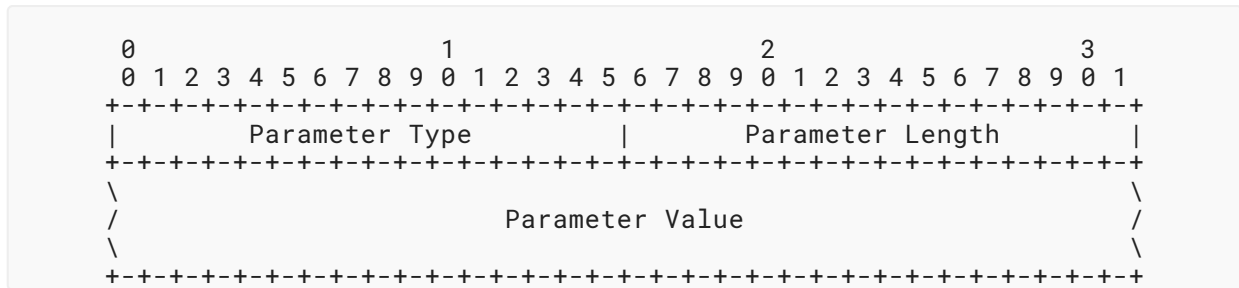 0                   1                   2                   3
 0 1 2 3 4 5 6 7 8 9 0 1 2 3 4 5 6 7 8 9 0 1 2 3 4 5 6 7 8 9 0 1
+-+-+-+-+-+-+-+-+-+-+-+-+-+-+-+-+-+-+-+-+-+-+-+-+-+-+-+-+-+-+-+-+
|        Parameter Type         |       Parameter Length        |
+-+-+-+-+-+-+-+-+-+-+-+-+-+-+-+-+-+-+-+-+-+-+-+-+-+-+-+-+-+-+-+-+
\                                                               \
/                        Parameter Value                        /
\                                                               \
+-+-+-+-+-+-+-+-+-+-+-+-+-+-+-+-+-+-+-+-+-+-+-+-+-+-+-+-+-+-+-+-+